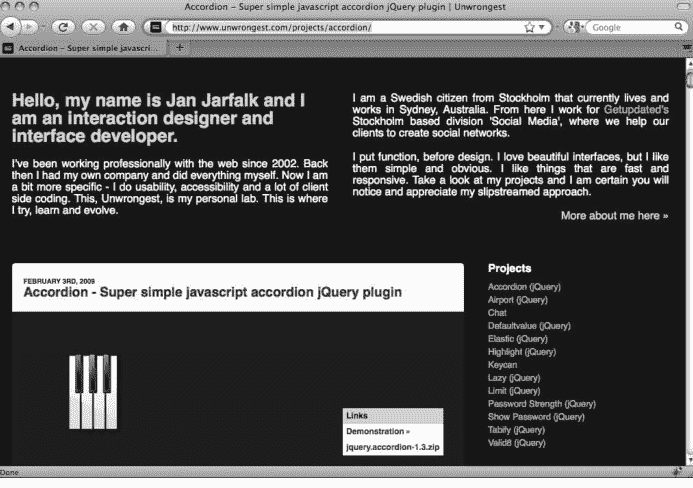 Accordion – Super simple javascript accordion jQuery plugin | Unwrongest
http://www.unwrongest.com/projects/accordion/
Google
Accordion – Super simple javascri...
Hello, my name is Jan Jarfalk and I
am an interaction designer and
interface developer.
I've been working professionally with the web since 2002. Back
then I had my own company and did everything myself. Now I am
a bit more specific - I do usability, accessibility and a lot of client
side coding. This, Unwrongest, is my personal lab. This is where
I try, learn and evolve.
I am a Swedish citizen from Stockholm that currently lives and
works in Sydney, Australia. From here I work for Getupdated's
Stockholm based division 'Social Media', where we help our
clients to create social networks.
I put function, before design. I love beautiful interfaces, but I like
them simple and obvious. I like things that are fast and
responsive. Take a look at my projects and I am certain you will
notice and appreciate my slipstreamed approach.
More about me here »
FEBRUARY 3RD, 2009
Accordion - Super simple javascript accordion jQuery plugin
Links
Demonstration »
jquery.accordion-1.3.zip
Projects
Accordion (jQuery)
Airport (jQuery)
Chat
Defaultvalue (jQuery)
Elastic (jQuery)
Highlight (jQuery)
Keycan
Lazy (jQuery)
Limit (jQuery)
Password Strength (jQuery)
Show Password (jQuery)
Tabify (jQuery)
Valid8 (jQuery)
Done